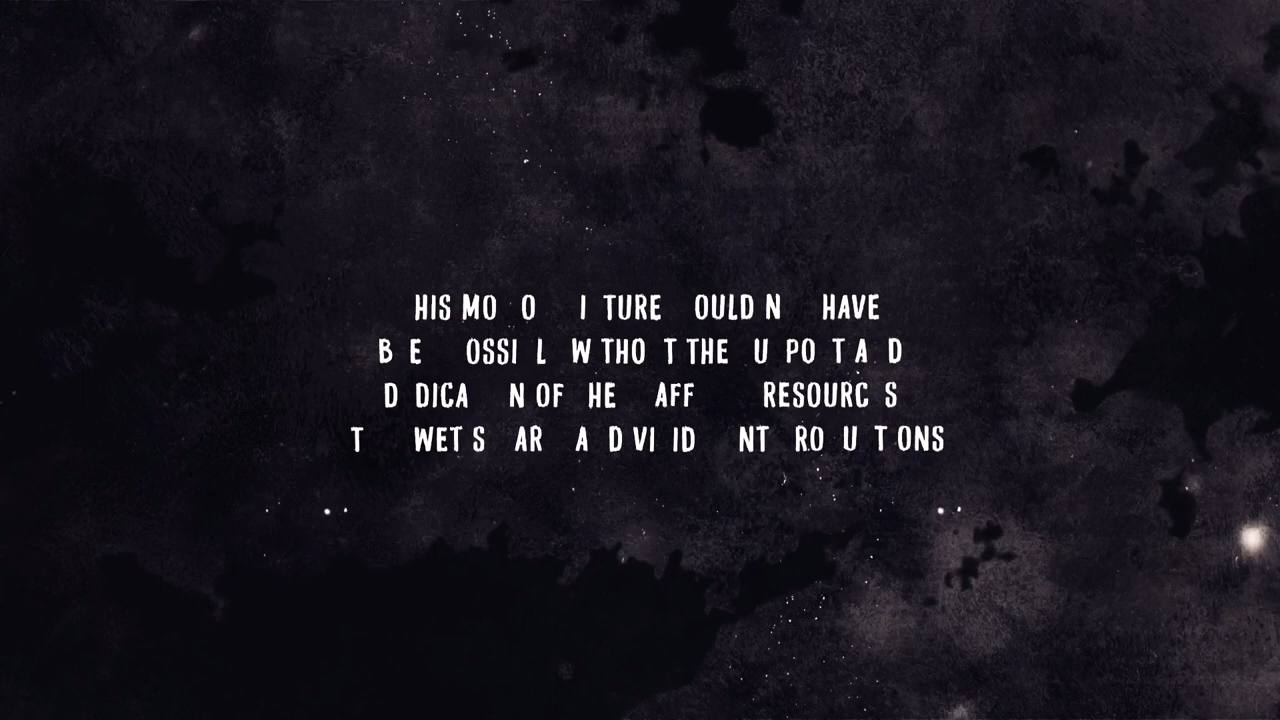 HIS MO O I TURE OULD N HAVE
B E OSSI L W THO T THE U PO T A D
D DICA N OF HE AFF RESOURC S
T WET S AR A D VI ID NT RO U T ONS